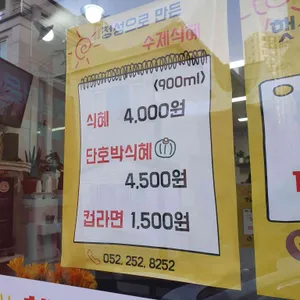 정성으로 만든
수제식혜
(900ml)
식혜 4,000원
단호박식혜
4,500원
컵라면 1,500원
052. 252. 8252